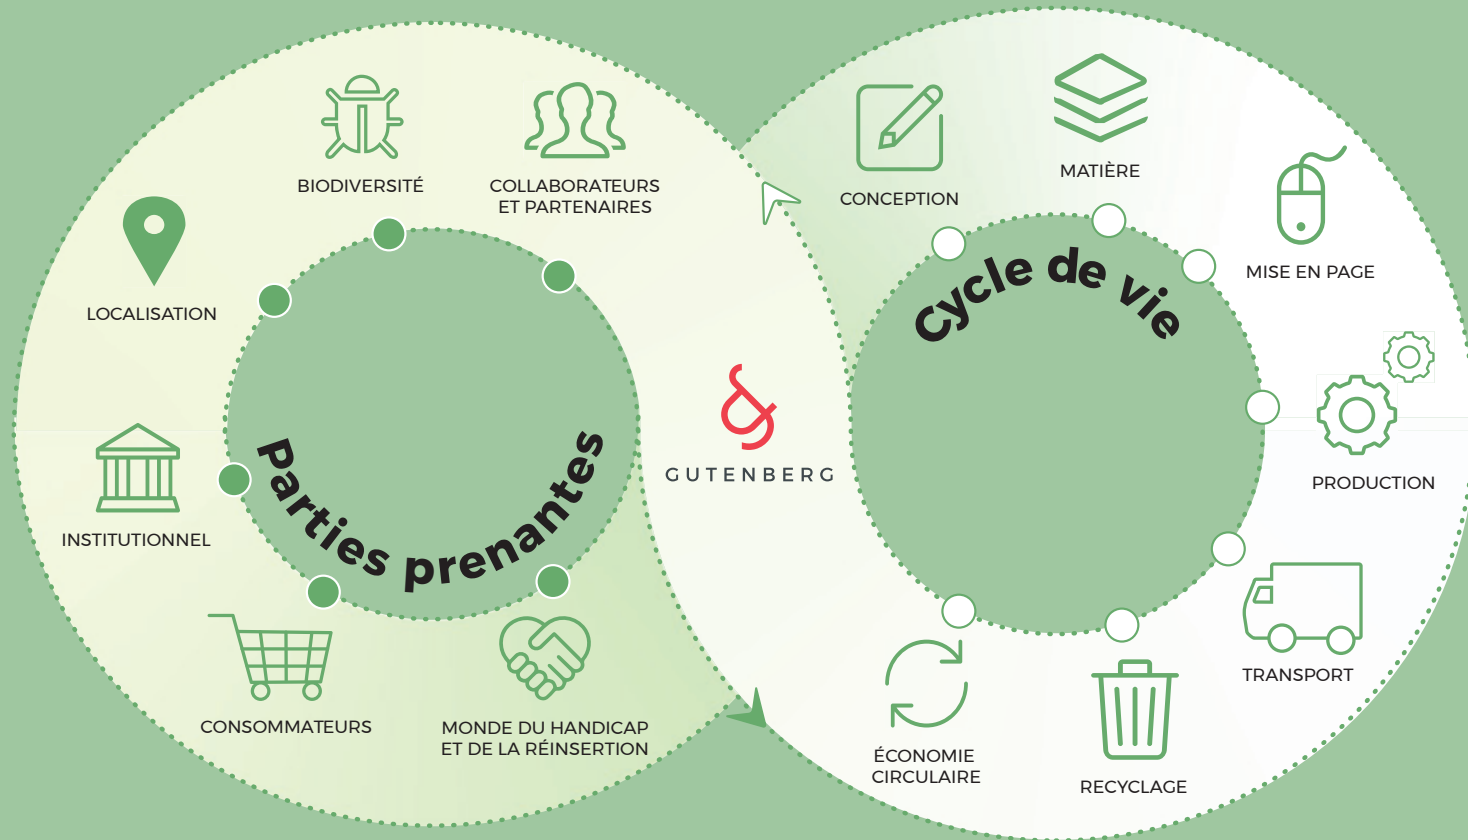 BIODIVERSITÉ
COLLABORATEURS
ET PARTENAIRES
LOCALISATION
INSTITUTIONNEL
CONSOMMATEURS
MONDE DU HANDICAP
ET DE LA RÉINSERTION
Parties prenantes
GUTENBERG
Cycle de vie
CONCEPTION
MATIÈRE
MISE EN PAGE
PRODUCTION
TRANSPORT
RECYCLAGE
ÉCONOMIE
CIRCULAIRE